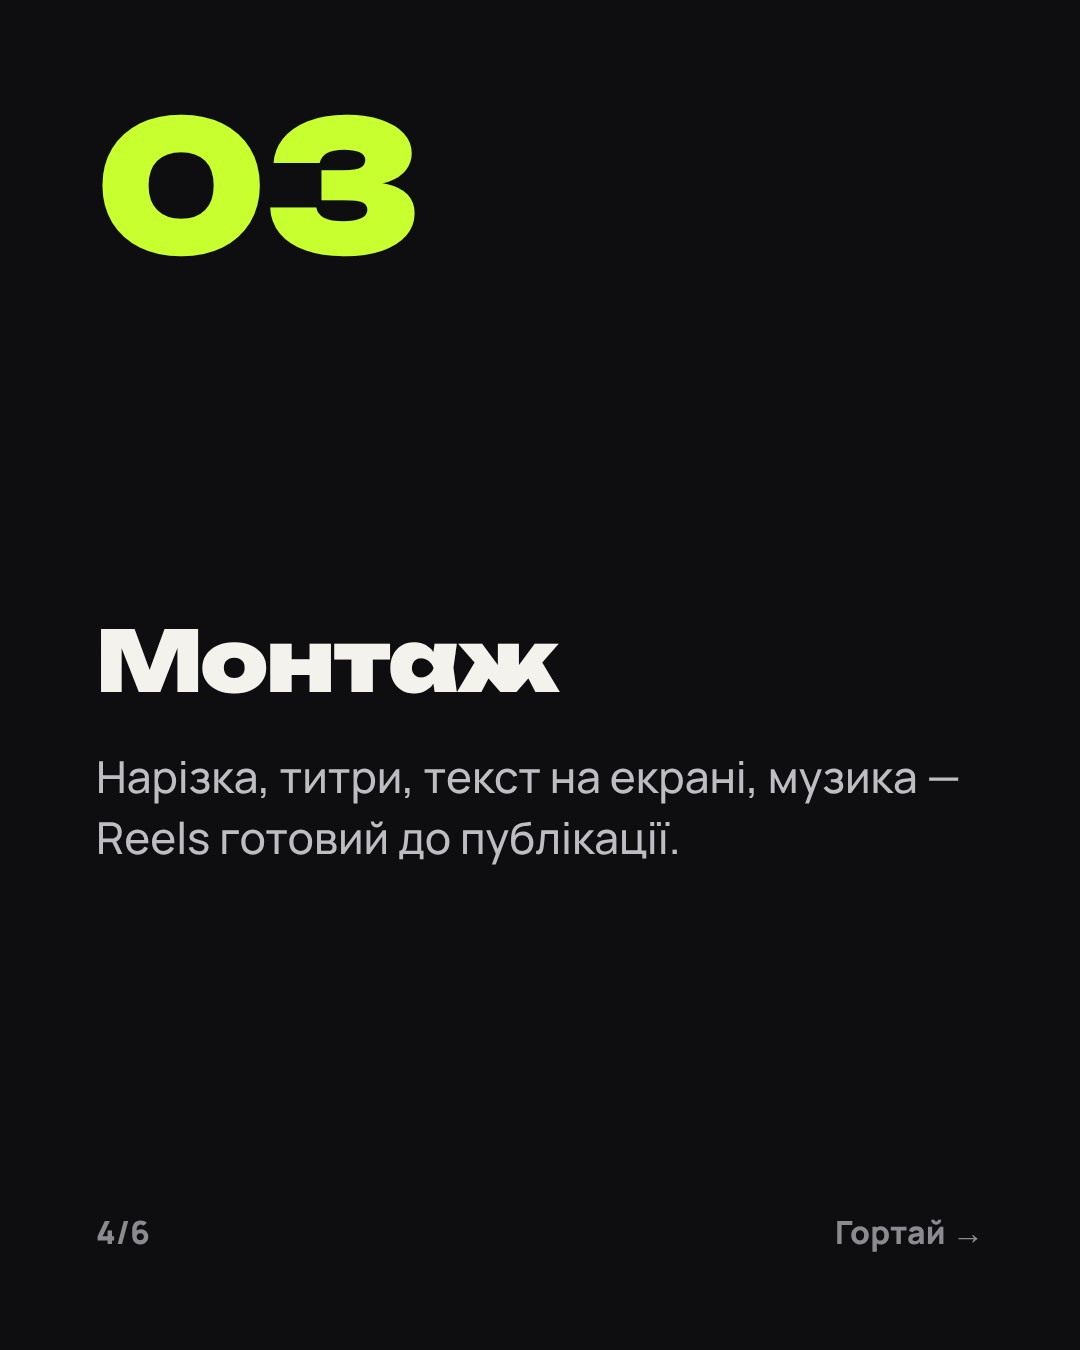 03
Монтаж
Нарізка, титри, текст на екрані, музика —
Reels готовий до публікації.
4/6
Гортай →